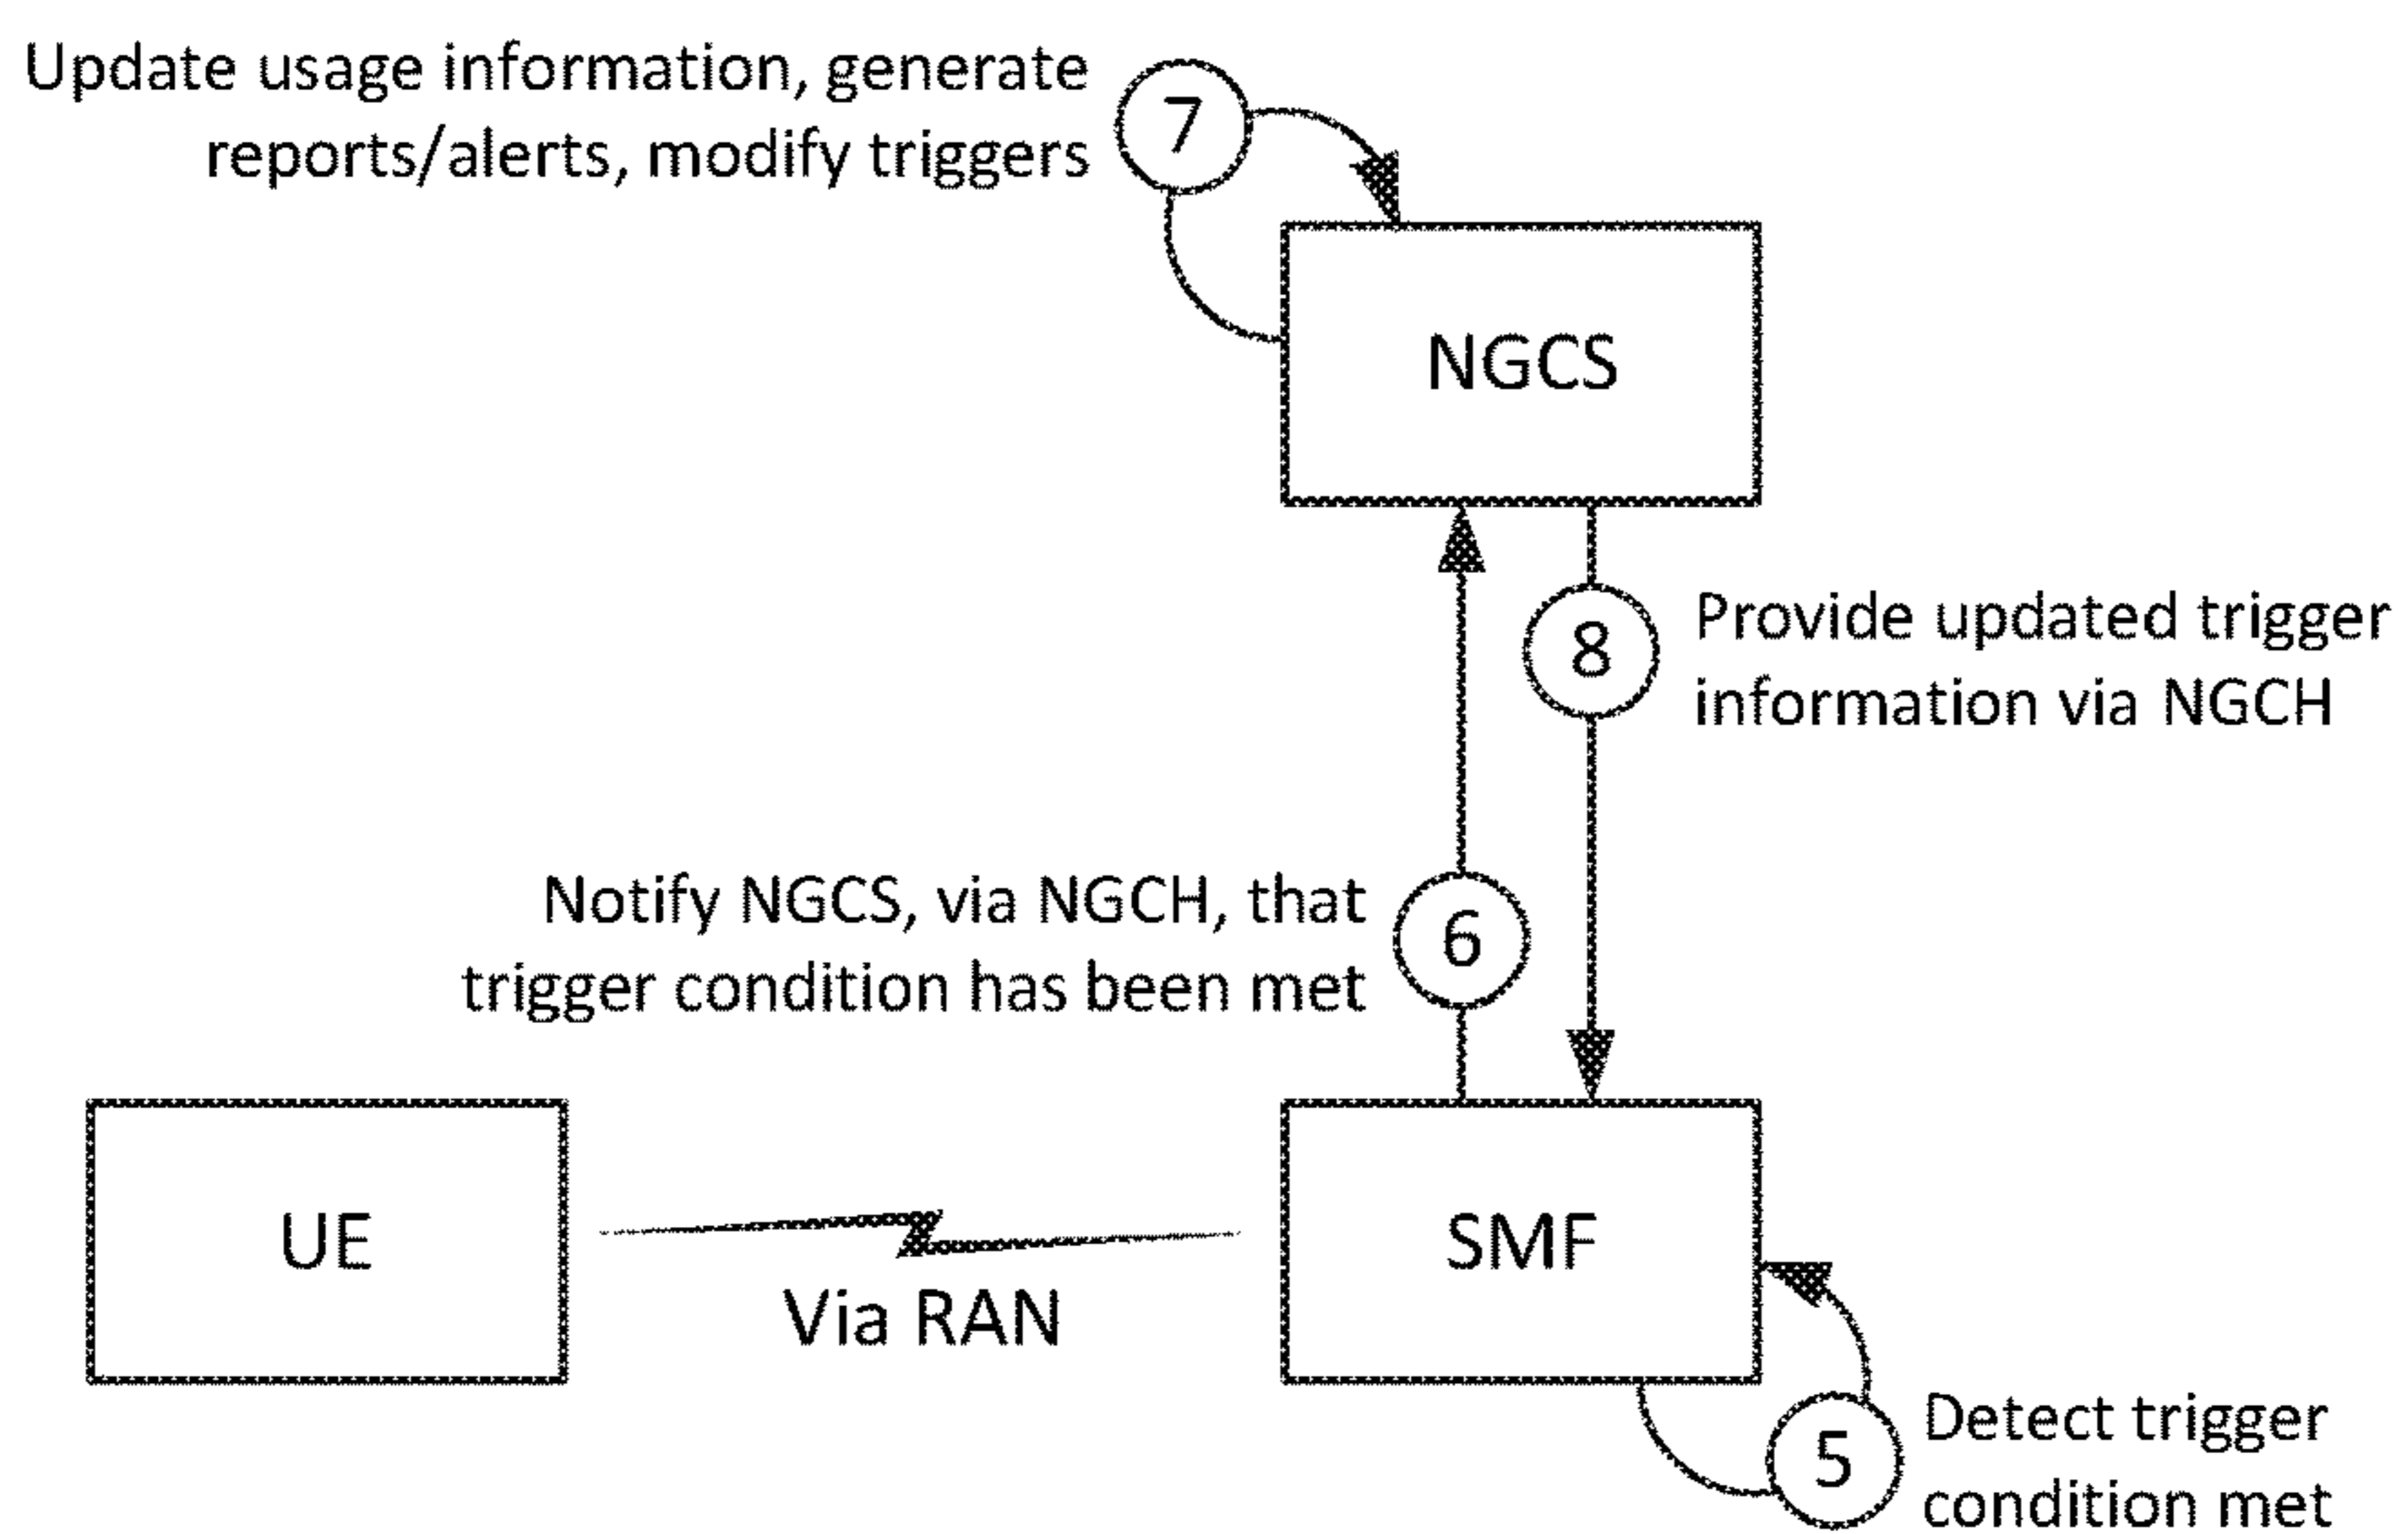 Update usage information, generate
reports/alerts, modify triggers
7
NGCS
8
Provide updated trigger
information via NGCH
Notify NGCS, via NGCH, that
trigger condition has been met
6
UE
Via RAN
SMF
5
Detect trigger
condition met